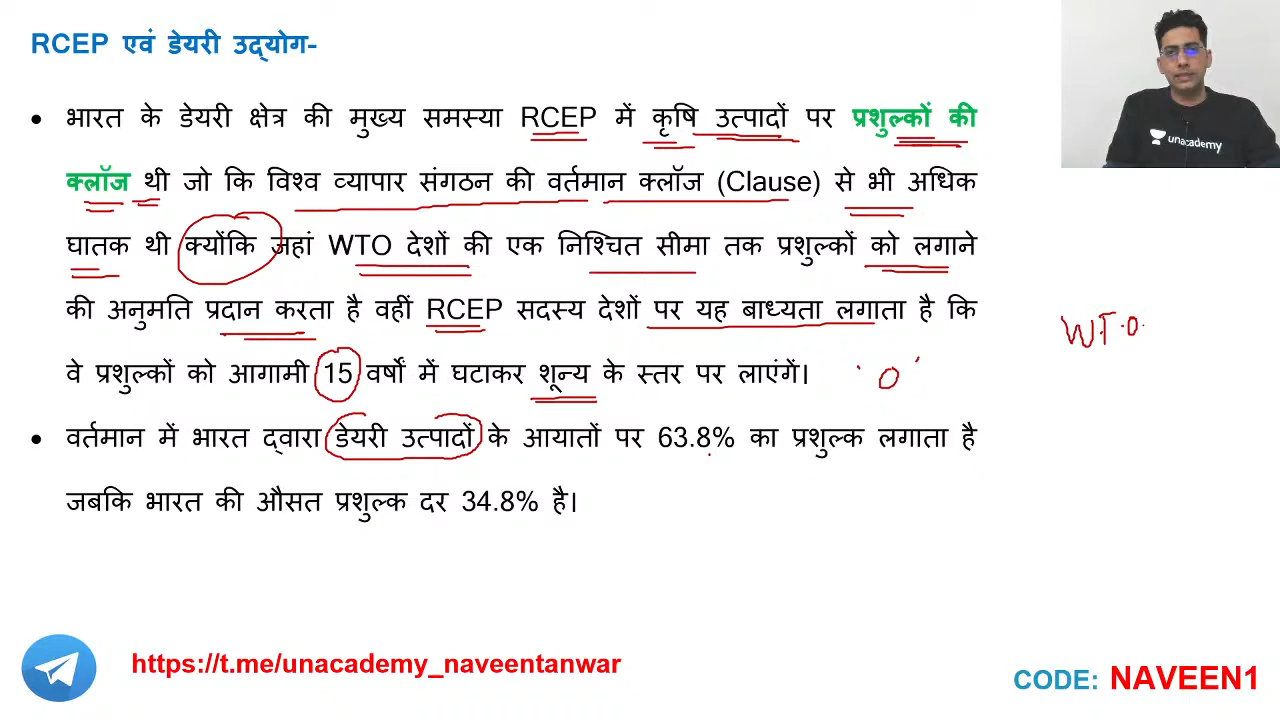 RCEP एवं डेयरी उद्योग-
• भारत के डेयरी क्षेत्र की मुख्य समस्या RCEP में कृषि उत्पादों पर प्रशुल्कों की
क्लॉज थी जो कि विश्व व्यापार संगठन की वर्तमान क्लॉज (Clause) से भी अधिक
घातक थी क्योंकि जहां WTO देशों की एक निश्चित सीमा तक प्रशुल्कों को लगाने
की अनुमति प्रदान करता है वहीं RCEP सदस्य देशों पर यह बाध्यता लगाता है कि
वे प्रशुल्कों को आगामी 15 वर्षों में घटाकर शून्य के स्तर पर लाएंगें।
• वर्तमान में भारत द्वारा डेयरी उत्पादों के आयातों पर 63.8% का प्रशुल्क लगाता है
जबकि भारत की औसत प्रशुल्क दर 34.8% है।
unacademy
W.T.O.
'0'
https://t.me/unacademy_naveentanwar
CODE: NAVEEN1